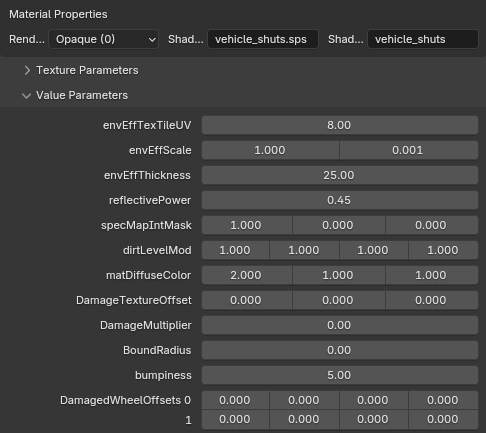 Material Properties
Rend... Opaque (0) Shad... vehicle_shuts.sps Shad... vehicle_shuts
Texture Parameters
Value Parameters
envEffTexTileUV 8.00
envEffScale 1.000 0.001
envEffThickness 25.00
reflectivePower 0.45
specMapIntMask 1.000 0.000 0.000
dirtLevelMod 1.000 1.000 1.000 1.000
matDiffuseColor 2.000 1.000 1.000
DamageTextureOffset 0.000 0.000 0.000
DamageMultiplier 0.00
BoundRadius 0.00
bumpiness 5.00
DamagedWheelOffsets 0 0.000 0.000 0.000 0.000
1 0.000 0.000 0.000 0.000